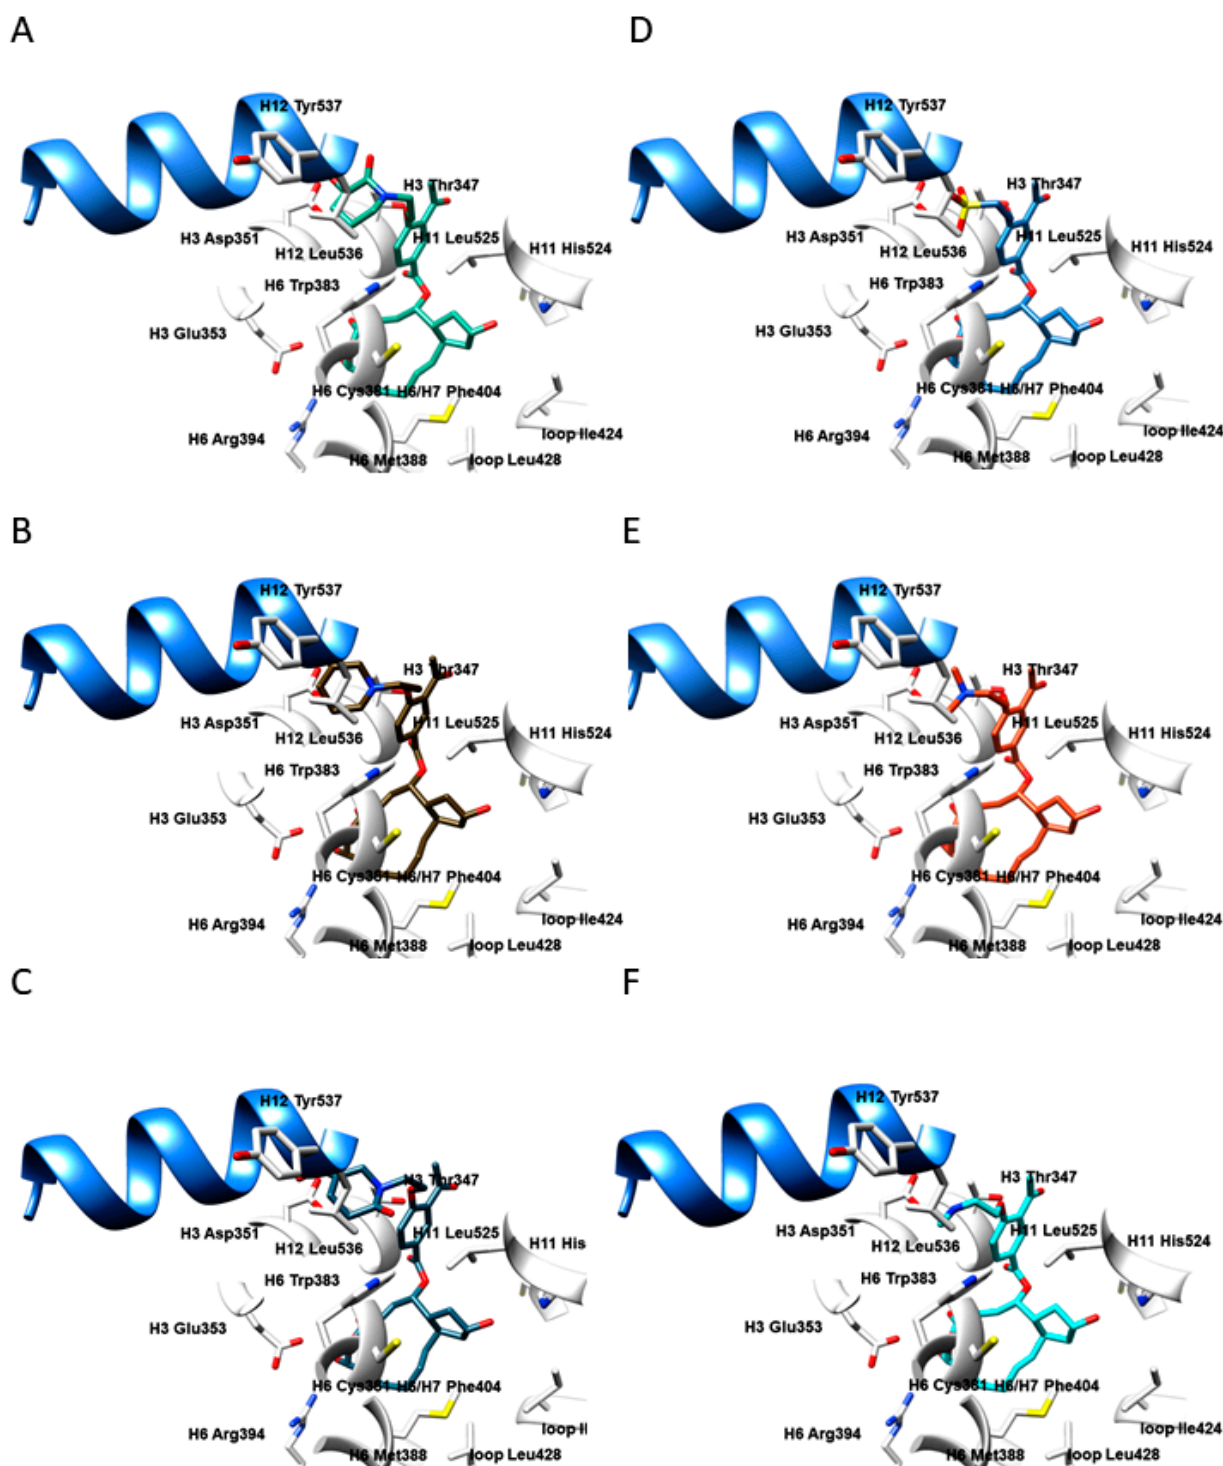 A
H12 Tyr537
H3 Thr347
H3 Asp351
H11 Leu525
H12 Leu536
H11 His524
H6 Trp383
H3 Glu353
H6 Cys381 H6/H7 Phe404
H6 Arg394
loop Ile424
H6 Met388
loop Leu428
D
H12 Tyr537
H3 Thr347
H3 Asp351
H11 Leu525
H12 Leu536
H11 His524
H6 Trp383
H3 Glu353
H6 Cys381 H6/H7 Phe404
H6 Arg394
loop Ile424
H6 Met388
loop Leu428
B
H12 Tyr537
H3 Thr347
H3 Asp351
H11 Leu525
H12 Leu536
H11 His524
H6 Trp383
H3 Glu353
H6 Cys381 H6/H7 Phe404
H6 Arg394
loop Ile424
H6 Met388
loop Leu428
E
H12 Tyr537
H3 Thr347
H3 Asp351
H11 Leu525
H12 Leu536
H11 His524
H6 Trp383
H3 Glu353
H6 Cys381 H6/H7 Phe404
H6 Arg394
loop Ile424
H6 Met388
loop Leu428
C
H12 Tyr537
H3 Thr347
H3 Asp351
H11 Leu525
H12 Leu536
H11 His
H6 Trp383
H3 Glu353
H6 Cys381 H6/H7 Phe404
H6 Arg394
loop I
H6 Met388
loop Leu428
F
H12 Tyr537
H3 Thr347
H3 Asp351
H11 Leu525
H12 Leu536
H11 His524
H6 Trp383
H3 Glu353
H6 Cys381 H6/H7 Phe404
H6 Arg394
loop Ile424
H6 Met388
loop Leu428